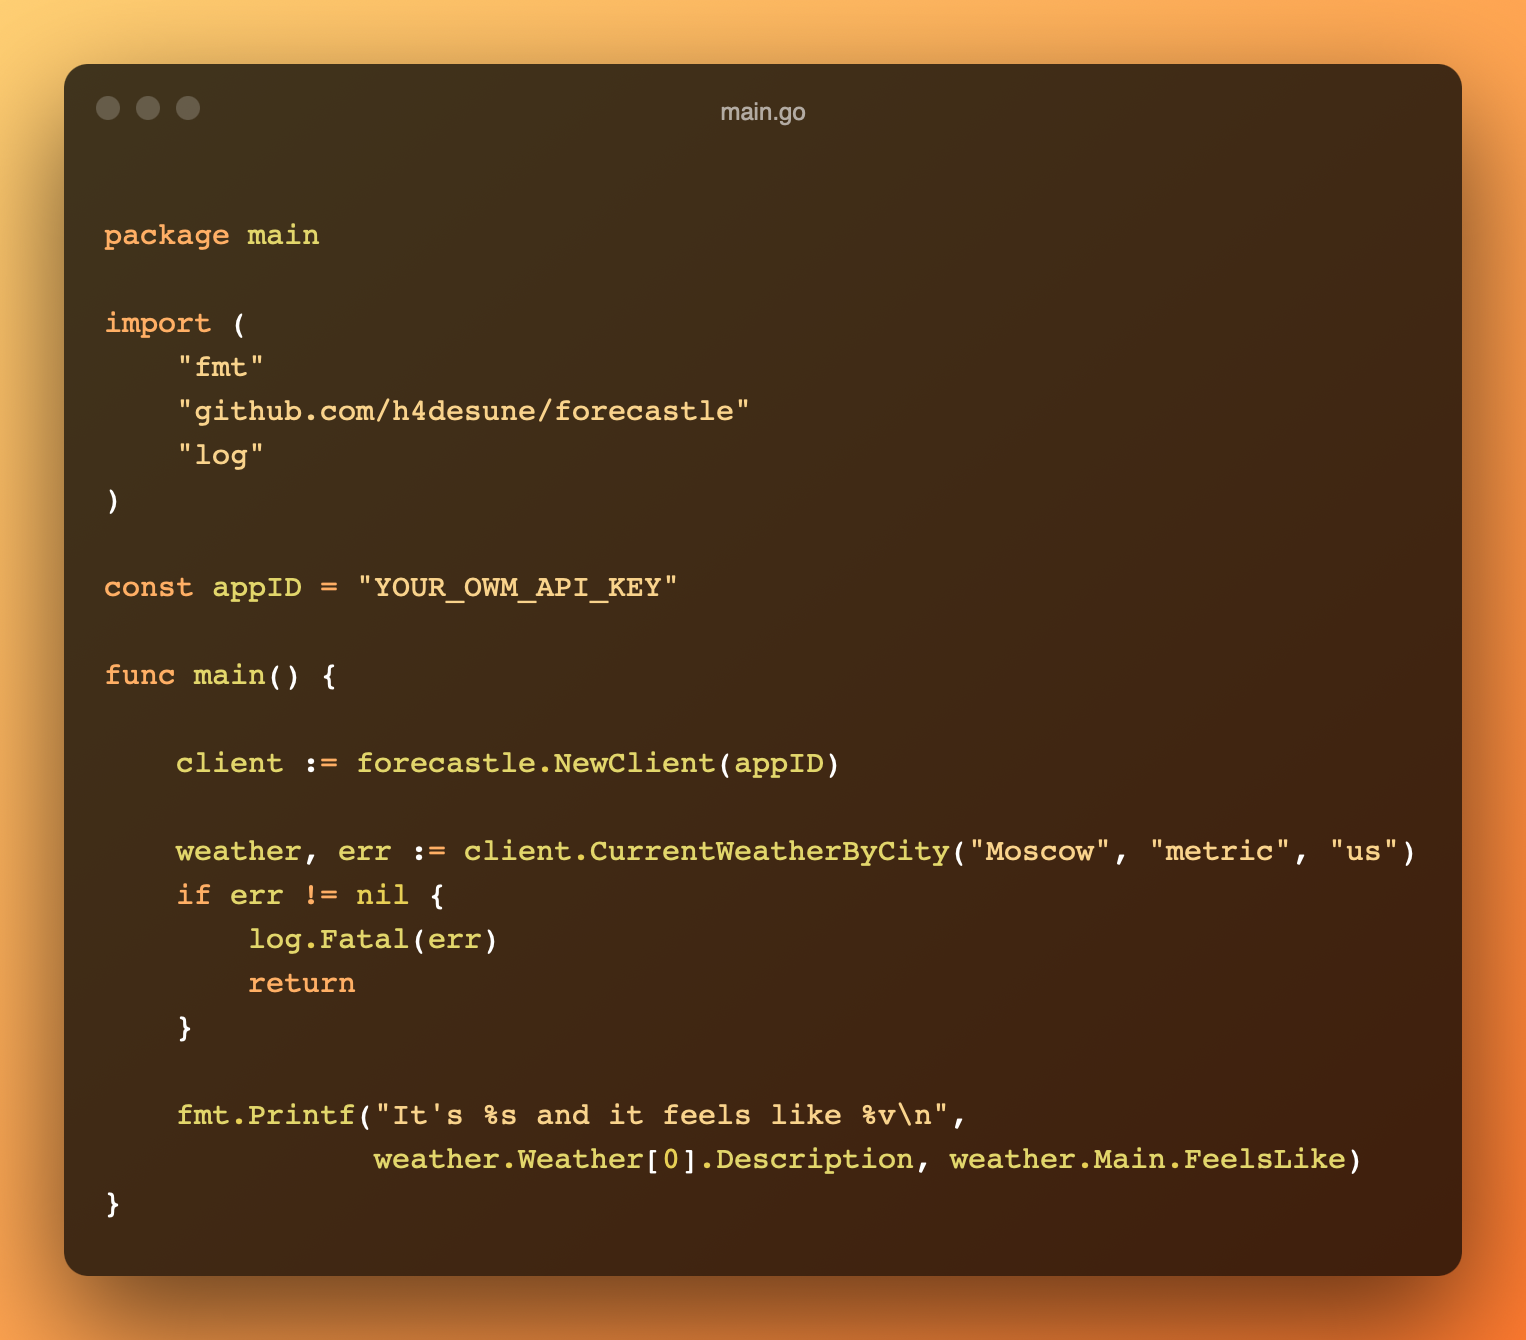 main.go
package main
import (
    "fmt"
    "github.com/h4desune/forecastle"
    "log"
)
const appID = "YOUR_OWM_API_KEY"
func main() {
    client := forecastle.NewClient(appID)
    weather, err := client.CurrentWeatherByCity("Moscow", "metric", "us")
    if err != nil {
        log.Fatal(err)
        return
    }
    fmt.Printf("It's %s and it feels like %v\n",
               weather.Weather[0].Description, weather.Main.FeelsLike)
}